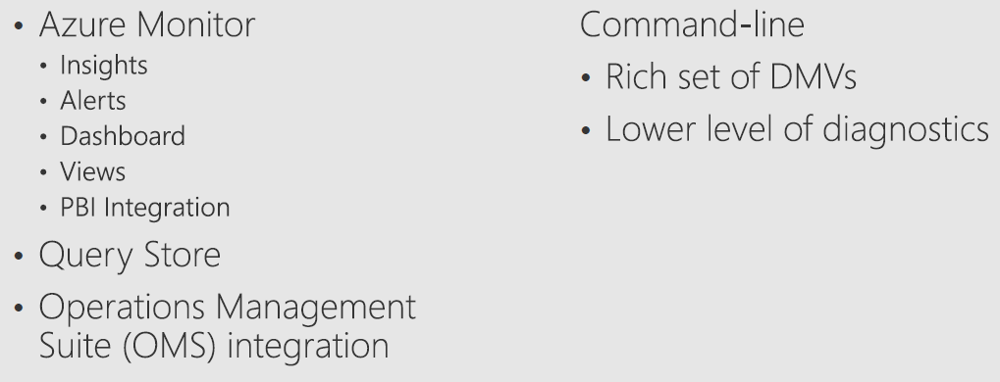 • Azure Monitor
• Insights
• Alerts
• Dashboard
• Views
• PBI Integration
• Query Store
• Operations Management
Suite (OMS) integration
Command-line
• Rich set of DMVs
• Lower level of diagnostics